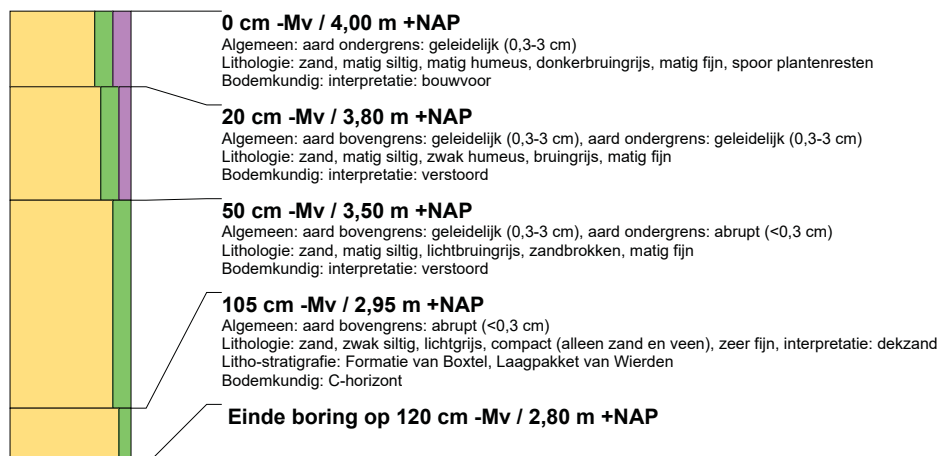 0 cm -Mv / 4,00 m +NAP
Algemeen: aard ondergrens: geleidelijk (0,3-3 cm)
Lithologie: zand, matig siltig, matig humeus, donkerbruingrijs, matig fijn, spoor plantenresten
Bodemkundig: interpretatie: bouwvoor
20 cm -Mv / 3,80 m +NAP
Algemeen: aard bovengrens: geleidelijk (0,3-3 cm), aard ondergrens: geleidelijk (0,3-3 cm)
Lithologie: zand, matig siltig, zwak humeus, bruingrijs, matig fijn
Bodemkundig: interpretatie: verstoord
50 cm -Mv / 3,50 m +NAP
Algemeen: aard bovengrens: geleidelijk (0,3-3 cm), aard ondergrens: abrupt (<0,3 cm)
Lithologie: zand, matig siltig, lichtbruingrijs, zandbrokken, matig fijn
Bodemkundig: interpretatie: verstoord
105 cm -Mv / 2,95 m +NAP
Algemeen: aard bovengrens: abrupt (<0,3 cm)
Lithologie: zand, zwak siltig, lichtgrijs, compact (alleen zand en veen), zeer fijn, interpretatie: dekzand
Litho-stratigrafie: Formatie van Boxtel, Laagpakket van Wierden
Bodemkundig: C-horizont
Einde boring op 120 cm -Mv / 2,80 m +NAP